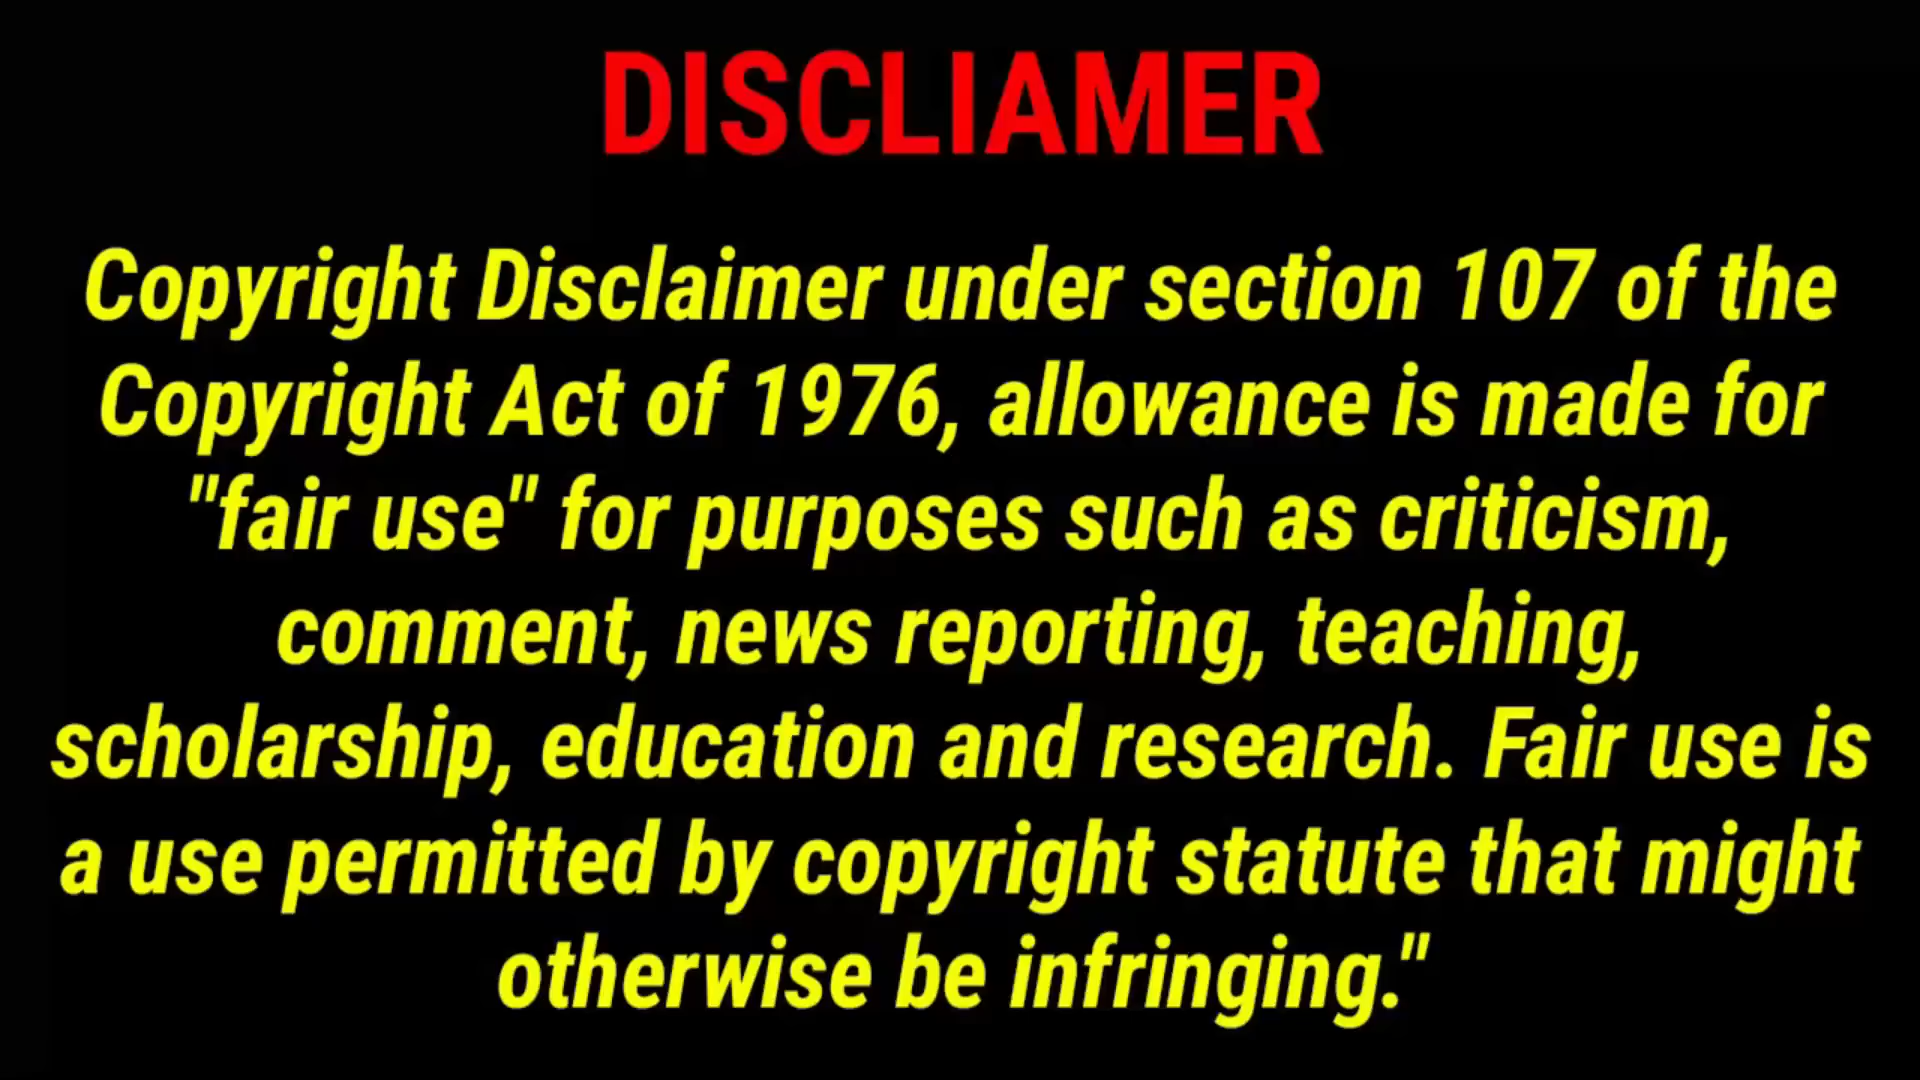 DISCLIAMER
Copyright Disclaimer under section 107 of the
Copyright Act of 1976, allowance is made for
"fair use" for purposes such as criticism,
comment, news reporting, teaching,
scholarship, education and research. Fair use is
a use permitted by copyright statute that might
otherwise be infringing."